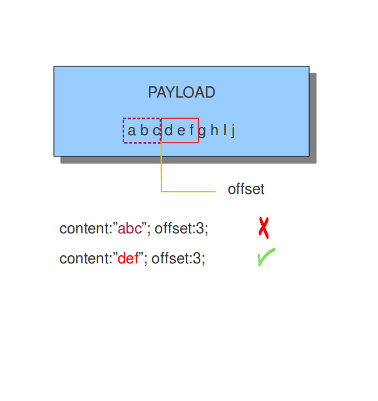 PAYLOAD
a b c d e f g h I j
offset
content:”abc”; offset:3;
content:”def”; offset:3;